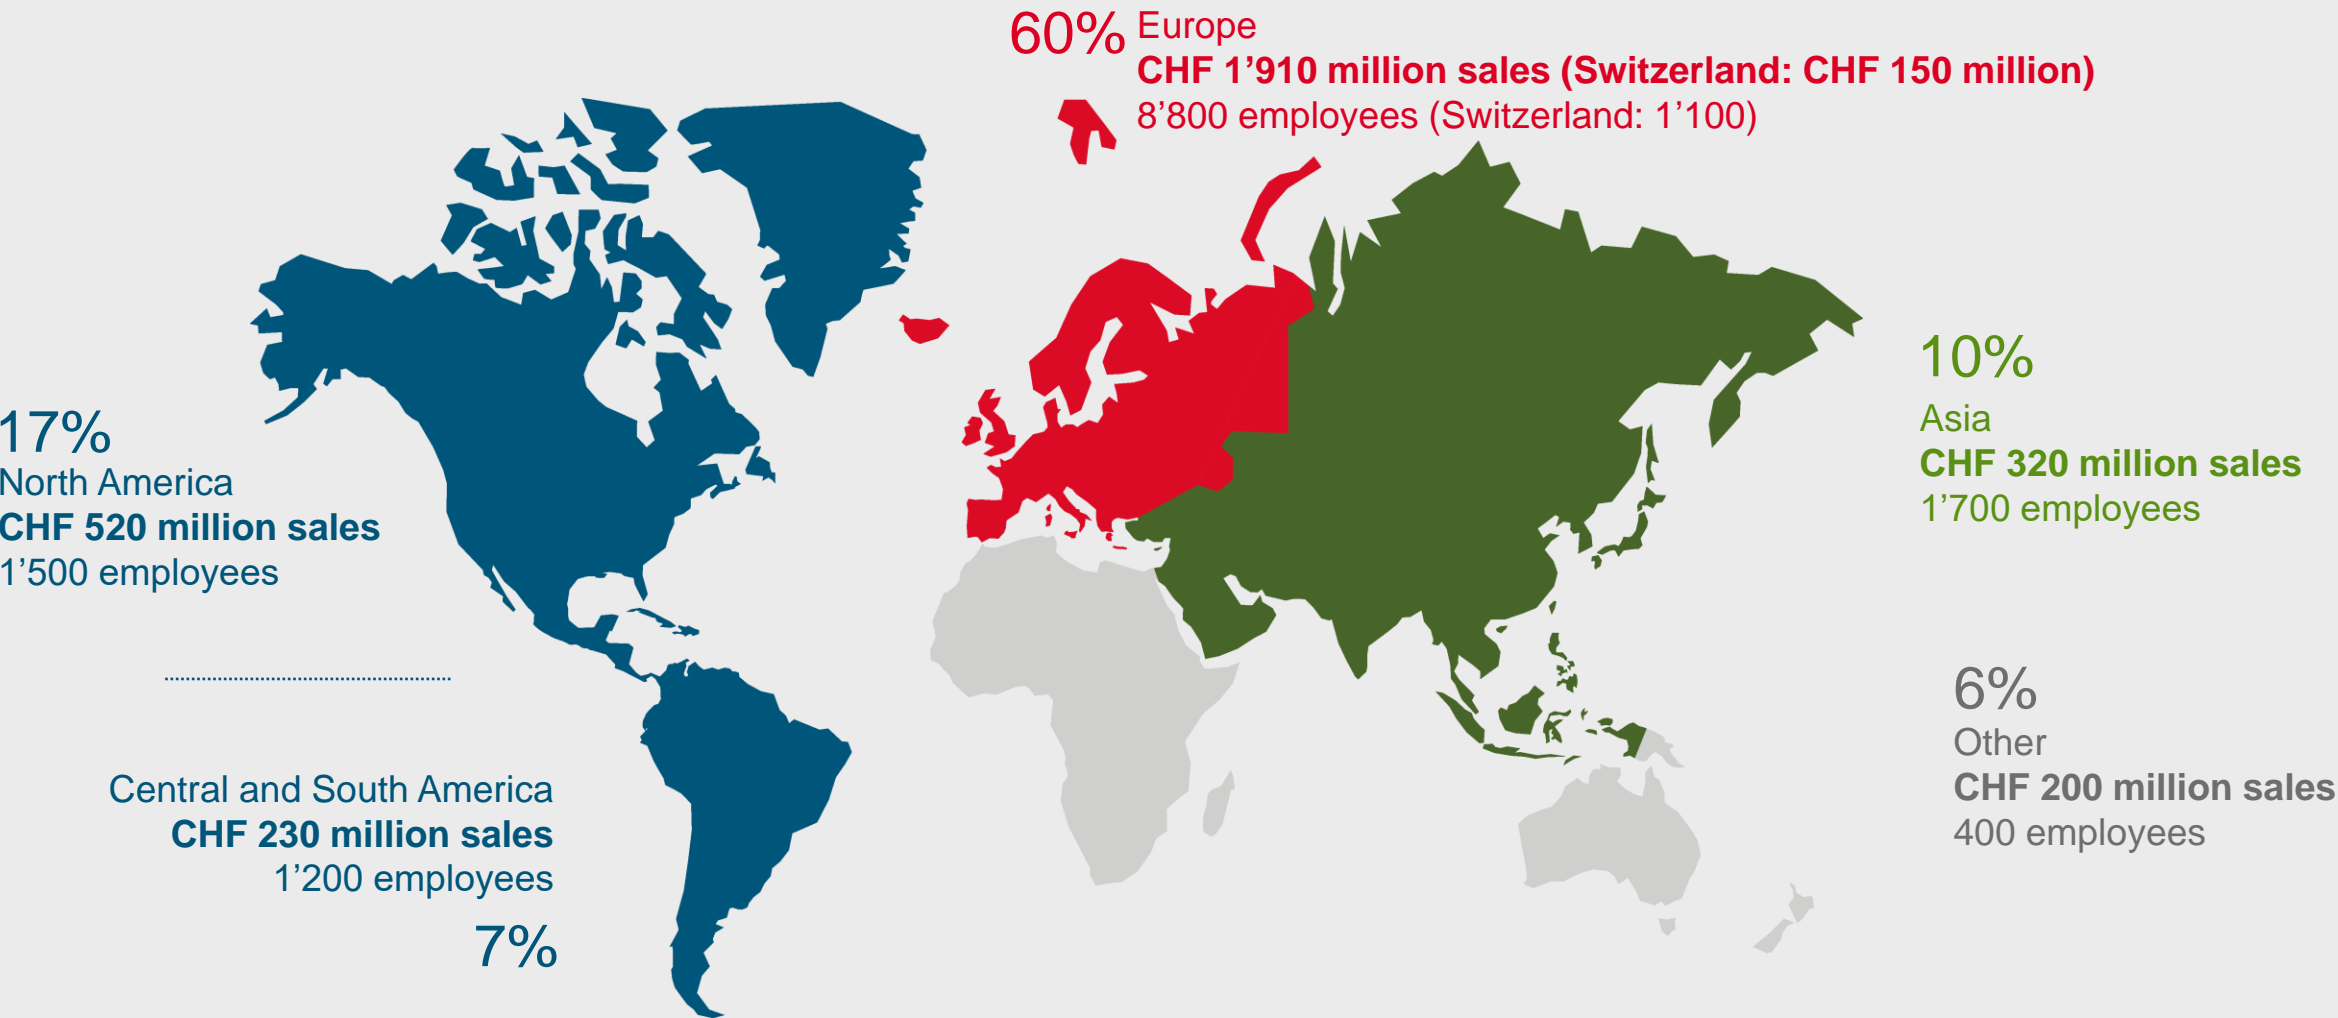 60%
Europe
CHF 1’910 million sales (Switzerland: CHF 150 million)
8’800 employees (Switzerland: 1’100)
17%
North America
CHF 520 million sales
1’500 employees
10%
Asia
CHF 320 million sales
1’700 employees
Central and South America
CHF 230 million sales
1’200 employees
7%
6%
Other
CHF 200 million sales
400 employees